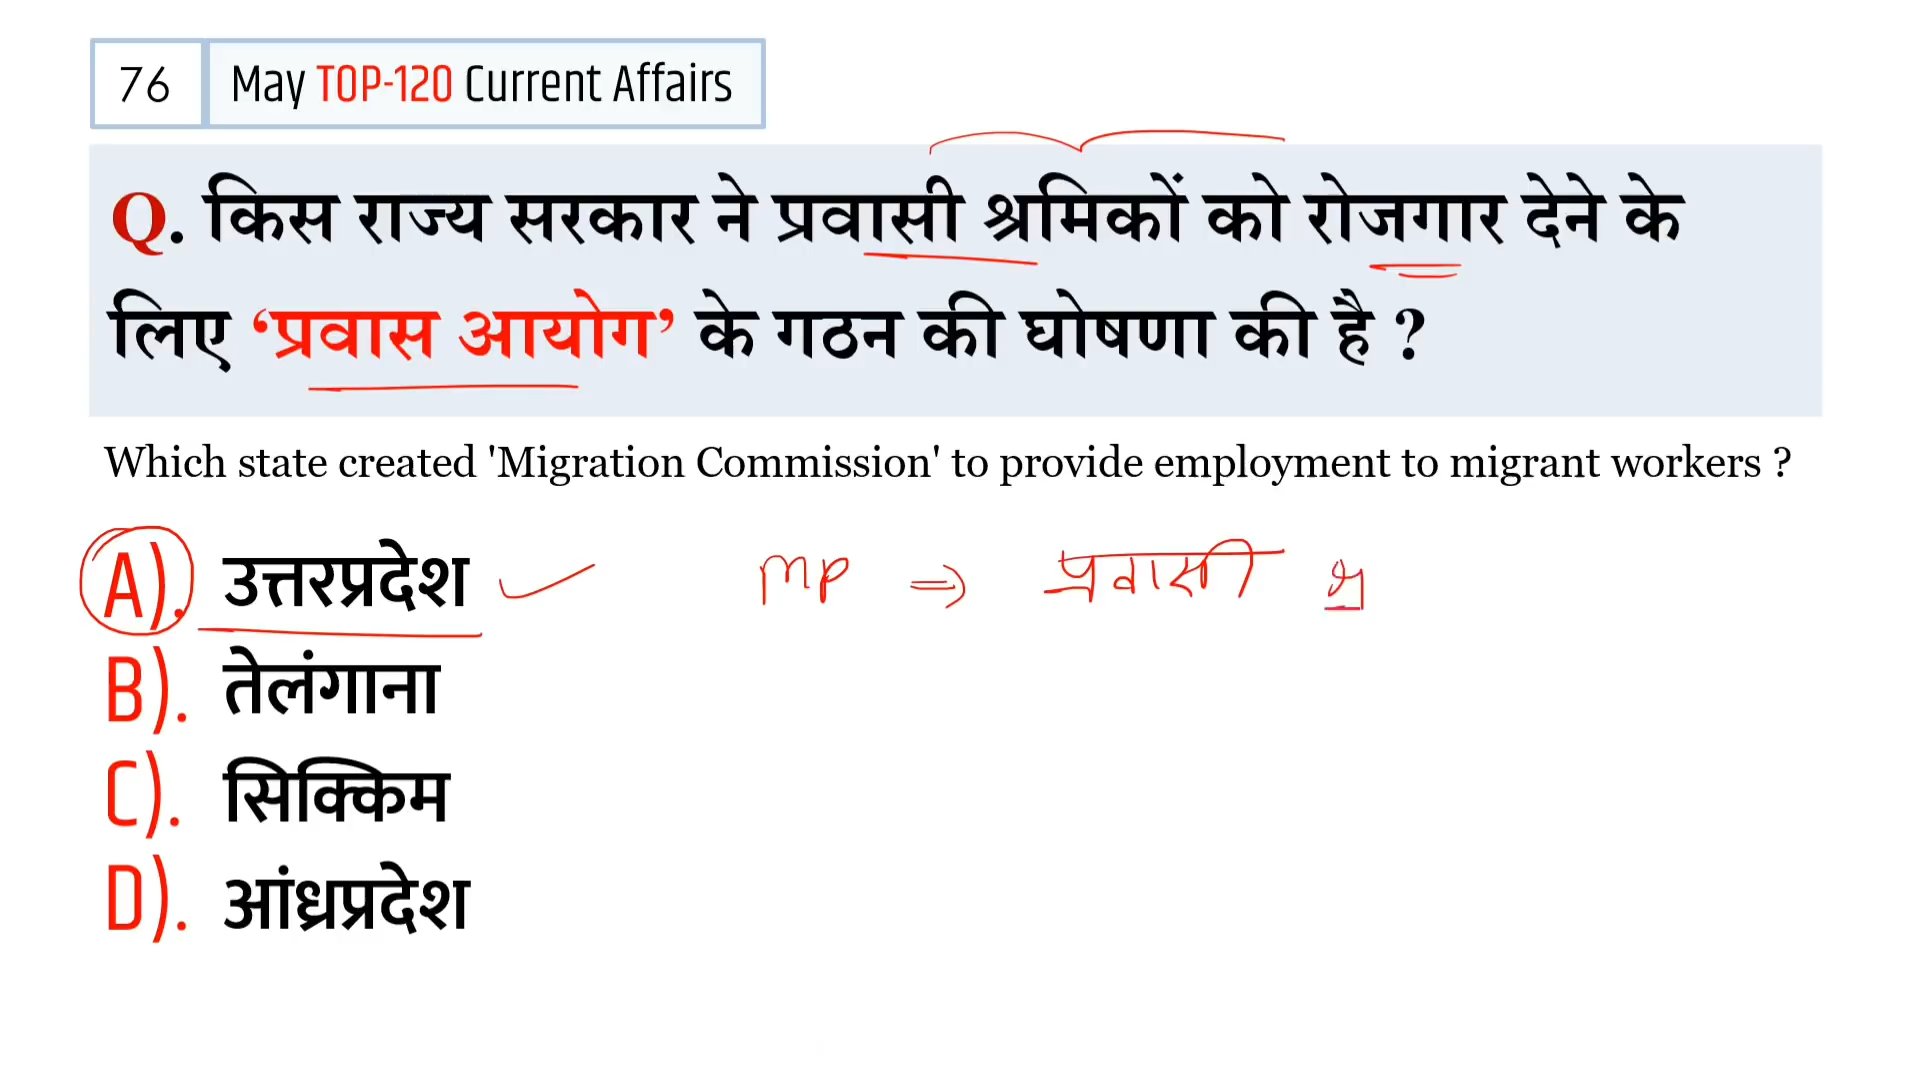 76 May TOP-120 Current Affairs
Q. किस राज्य सरकार ने प्रवासी श्रमिकों को रोजगार देने के
लिए ‘प्रवास आयोग’ के गठन की घोषणा की है ?
Which state created 'Migration Commission' to provide employment to migrant workers ?
A). उत्तरप्रदेश MP ⇒ प्रवासी श्र
B). तेलंगाना
C). सिक्किम
D). आंध्रप्रदेश